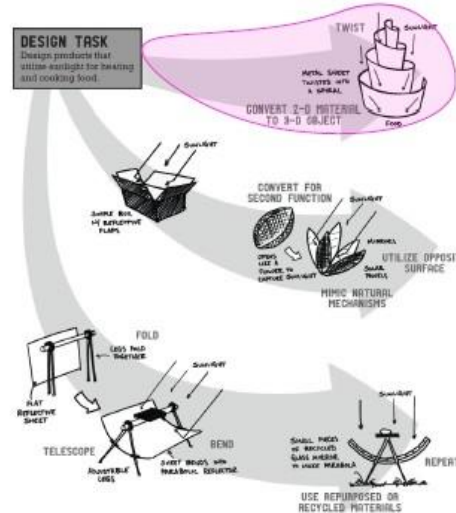 DESIGN TASK
Design products that
utilize sunlight for heating
and cooking food.
TWIST
SUNLIGHT
METAL SHEET
TWISTED INTO
A SPIRAL
FOOD
CONVERT 2-D MATERIAL
TO 3-D OBJECT
SUNLIGHT
SIMPLE BOX
W/ REFLECTIVE
FLAPS
CONVERT FOR
SECOND FUNCTION
SUNLIGHT
MIRRORS
OPENS
LIKE A
FLOWER TO
CAPTURE SUNLIGHT
SOLAR
PANELS
UTILIZE OPPOSIT
SURFACE
MIMIC NATURAL
MECHANISMS
FOLD
LEGS FOLD
TOGETHER
SUNLIGHT
FLAT
REFLECTIVE
SHEET
TELESCOPE
BEND
ADJUSTABLE
LEGS
SHEET BENDS INTO
PARABOLIC REFLECTOR
SUNLIGHT
SMALL PIECES
OF RECYCLED
GLASS MIRROR
TO MAKE PARABOLA
REPEAT
USE REPURPOSED OR
RECYCLED MATERIALS